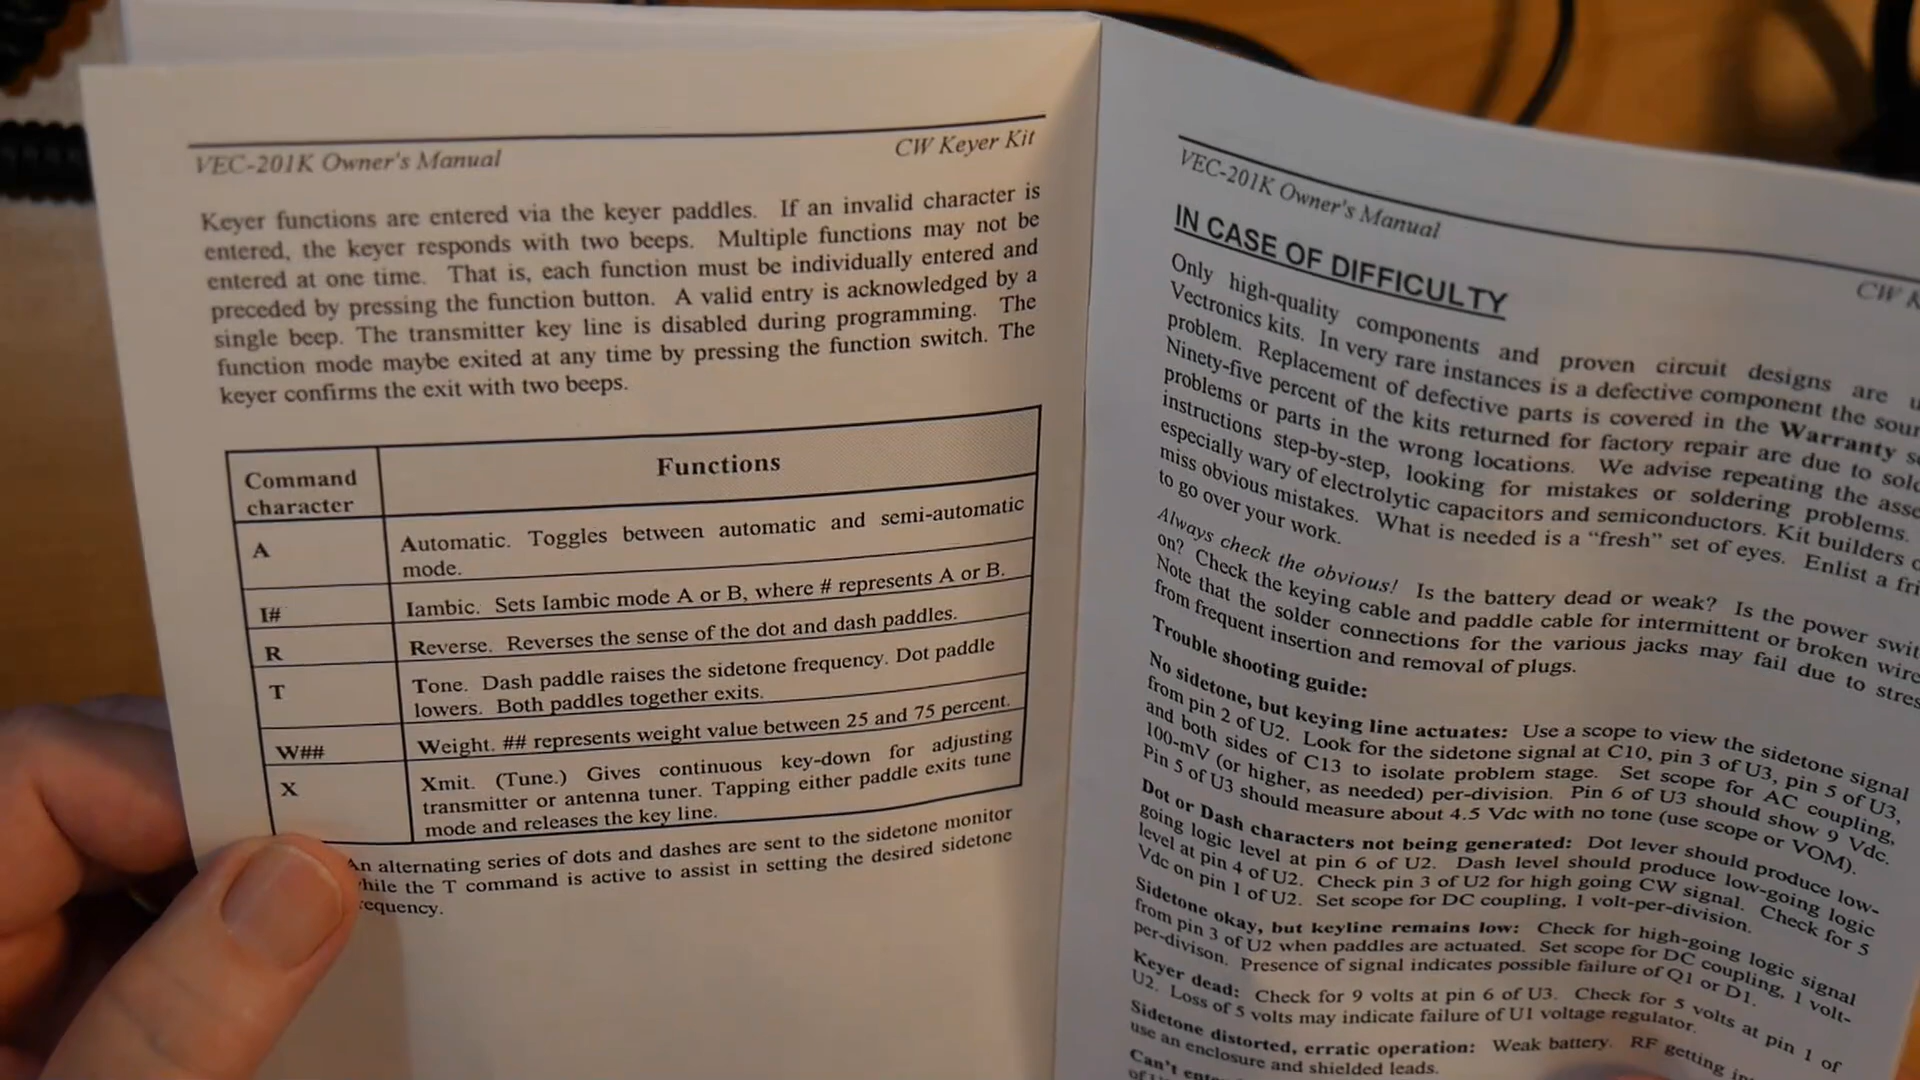 VEC-201K Owner's Manual
CW Keyer Kit
Keyer functions are entered via the keyer paddles. If an invalid character is
entered, the keyer responds with two beeps. Multiple functions may not be
entered at one time. That is, each function must be individually entered and
preceded by pressing the function button. A valid entry is acknowledged by a
single beep. The transmitter key line is disabled during programming. The
function mode maybe exited at any time by pressing the function switch. The
keyer confirms the exit with two beeps.
Command
character
Functions
A
Automatic. Toggles between automatic and semi-automatic
mode.
I#
Iambic. Sets Iambic mode A or B, where # represents A or B.
R
Reverse. Reverses the sense of the dot and dash paddles.
T
Tone. Dash paddle raises the sidetone frequency. Dot paddle
lowers. Both paddles together exits.
W##
Weight. ## represents weight value between 25 and 75 percent.
X
Xmit. (Tune.) Gives continuous key-down for adjusting
transmitter or antenna tuner. Tapping either paddle exits tune
mode and releases the key line.
An alternating series of dots and dashes are sent to the sidetone monitor
hile the T command is active to assist in setting the desired sidetone
requency.
VEC-201K Owner's Manual
CW
IN CASE OF DIFFICULTY
Only high-quality components and proven circuit designs are
Vectronics kits. In very rare instances is a defective component the
problem. Replacement of defective parts is covered in the Warranty
Ninety-five percent of the kits returned for factory repair are due to
problems or parts in the wrong locations. We advise repeating the
instructions step-by-step, looking for mistakes or soldering problems.
especially wary of electrolytic capacitors and semiconductors. Kit builders
miss obvious mistakes. What is needed is a “fresh” set of eyes. Enlist a
to go over your work.
Always check the obvious! Is the battery dead or weak? Is the power
on? Check the keying cable and paddle cable for intermittent or broken
Note that the solder connections for the various jacks may fail due to
from frequent insertion and removal of plugs.
Trouble shooting guide:
No sidetone, but keying line actuates: Use a scope to view the sidetone signal
from pin 2 of U2. Look for the sidetone signal at C10, pin 3 of U3, pin 5 of U3,
and both sides of C13 to isolate problem stage. Set scope for AC coupling,
100-mV (or higher, as needed) per-division. Pin 6 of U3 should show 9 Vdc.
Pin 5 of U3 should measure about 4.5 Vdc with no tone (use scope or VOM).
Dot or Dash characters not being generated: Dot lever should produce low-
going logic level at pin 6 of U2. Dash level should produce low-going logic
level at pin 4 of U2. Check pin 3 of U2 for high going CW signal. Check for 5
Vdc on pin 1 of U2. Set scope for DC coupling, 1 volt-per-division.
Sidetone okay, but keyline remains low: Check for high-going logic signal
from pin 3 of U2 when paddles are actuated. Set scope for DC coupling, 1 volt-
per-divison. Presence of signal indicates possible failure of Q1 or D1.
Keyer dead: Check for 9 volts at pin 6 of U3. Check for 5 volts at pin 1 of
U2. Loss of 5 volts may indicate failure of U1 voltage regulator.
Sidetone distorted, erratic operation: Weak battery. RF getting
use an enclosure and shielded leads.
Can't